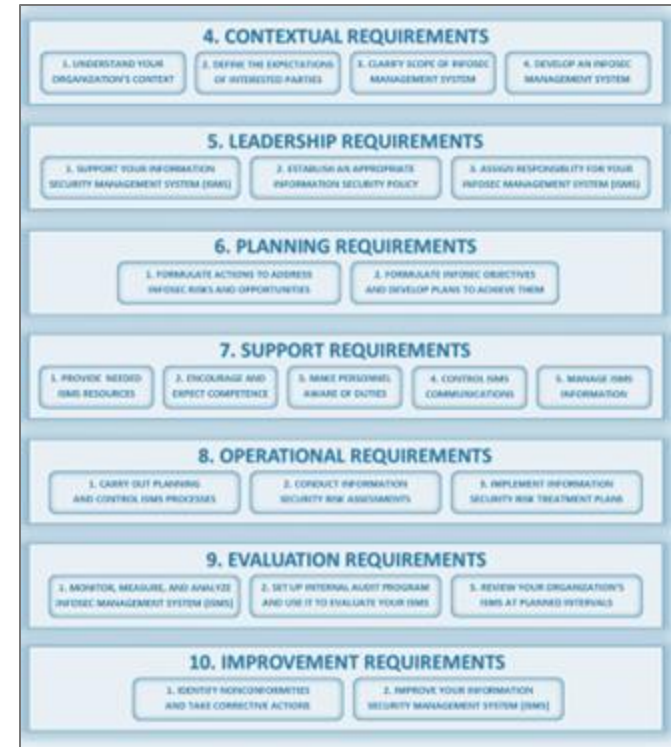 4. CONTEXTUAL REQUIREMENTS
1. UNDERSTAND YOUR
ORGANIZATION'S CONTEXT
2. DEFINE THE EXPECTATIONS
OF INTERESTED PARTIES
3. CLARIFY SCOPE OF INFOSEC
MANAGEMENT SYSTEM
4. DEVELOP AN INFOSEC
MANAGEMENT SYSTEM
5. LEADERSHIP REQUIREMENTS
1. SUPPORT YOUR INFORMATION
SECURITY MANAGEMENT SYSTEM (ISMS)
2. ESTABLISH AN APPROPRIATE
INFORMATION SECURITY POLICY
3. ASSIGN RESPONSIBILITY FOR YOUR
INFOSEC MANAGEMENT SYSTEM (ISMS)
6. PLANNING REQUIREMENTS
1. FORMULATE ACTIONS TO ADDRESS
INFOSEC RISKS AND OPPORTUNITIES
2. FORMULATE INFOSEC OBJECTIVES
AND DEVELOP PLANS TO ACHIEVE THEM
7. SUPPORT REQUIREMENTS
1. PROVIDE NEEDED
ISMS RESOURCES
2. ENCOURAGE AND
EXPECT COMPETENCE
3. MAKE PERSONNEL
AWARE OF DUTIES
4. CONTROL ISMS
COMMUNICATIONS
5. MANAGE ISMS
INFORMATION
8. OPERATIONAL REQUIREMENTS
1. CARRY OUT PLANNING
AND CONTROL ISMS PROCESSES
2. CONDUCT INFORMATION
SECURITY RISK ASSESSMENTS
3. IMPLEMENT INFORMATION
SECURITY RISK TREATMENT PLANS
9. EVALUATION REQUIREMENTS
1. MONITOR, MEASURE, AND ANALYZE
INFOSEC MANAGEMENT SYSTEM (ISMS)
2. SET UP INTERNAL AUDIT PROGRAM
AND USE IT TO EVALUATE YOUR ISMS
3. REVIEW YOUR ORGANIZATION'S
ISMS AT PLANNED INTERVALS
10. IMPROVEMENT REQUIREMENTS
1. IDENTIFY NONCONFORMITIES
AND TAKE CORRECTIVE ACTIONS
2. IMPROVE YOUR INFORMATION
SECURITY MANAGEMENT SYSTEM (ISMS)